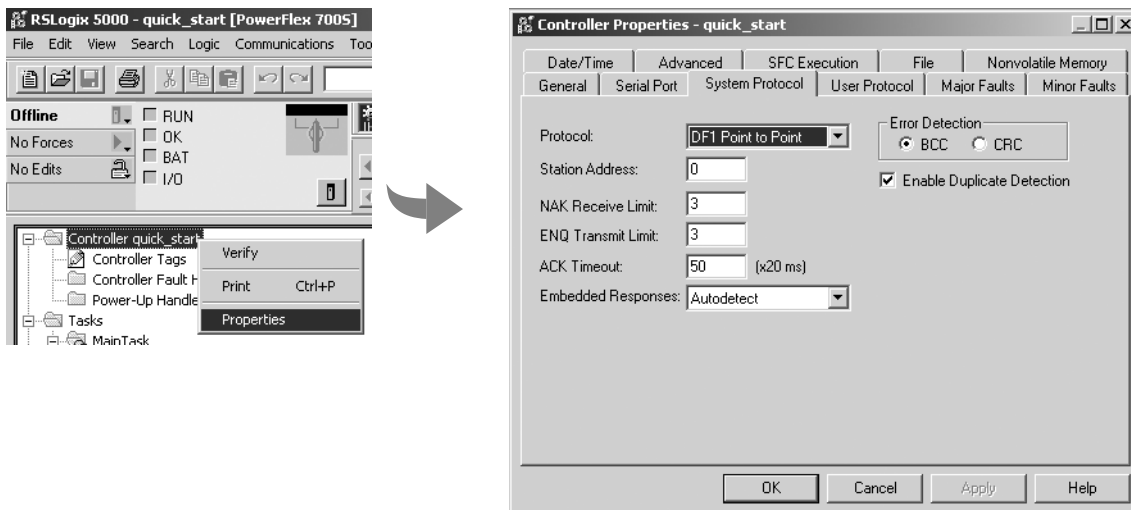 RSLogix 5000 - quick_start [PowerFlex 700S]
File Edit View Search Logic Communications Too
Offline
RUN
No Forces
OK
No Edits
BAT
I/O
Controller quick_start
Controller Tags
Controller Fault H
Power-Up Handle
Tasks
MainTask
Verify
Print Ctrl+P
Properties
Controller Properties - quick_start
Date/Time Advanced SFC Execution File Nonvolatile Memory
General Serial Port System Protocol User Protocol Major Faults Minor Faults
Protocol: DF1 Point to Point
Error Detection
BCC CRC
Station Address: 0
Enable Duplicate Detection
NAK Receive Limit: 3
ENQ Transmit Limit: 3
ACK Timeout: 50 (x20 ms)
Embedded Responses: Autodetect
OK Cancel Apply Help